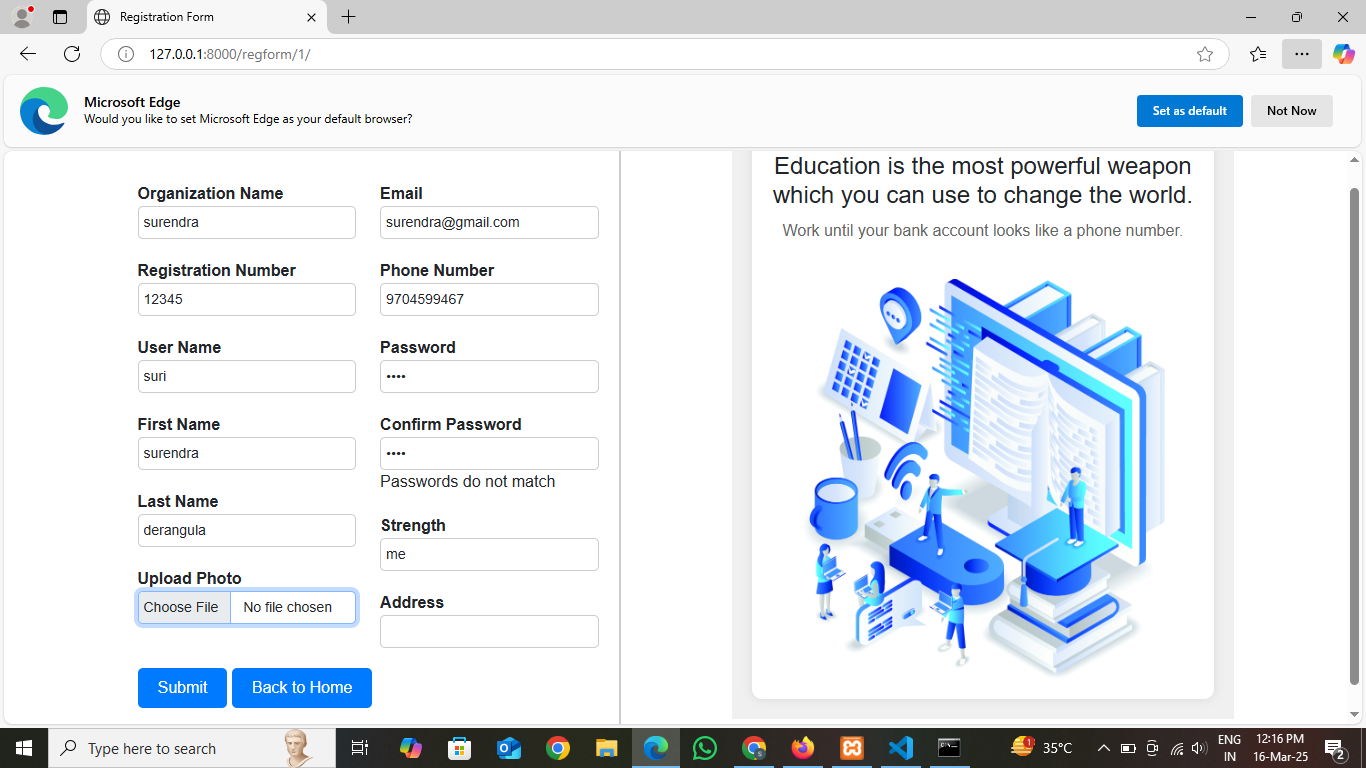 Registration Form
127.0.0.1:8000/regform/1/
Microsoft Edge
Would you like to set Microsoft Edge as your default browser?
Set as default
Not Now
Organization Name
surendra
Email
surendra@gmail.com
Registration Number
12345
Phone Number
9704599467
User Name
suri
Password
••••
First Name
surendra
Confirm Password
••••
Passwords do not match
Last Name
derangula
Strength
me
Upload Photo
Choose File No file chosen
Address
Submit
Back to Home
Education is the most powerful weapon
which you can use to change the world.
Work until your bank account looks like a phone number.
Type here to search
1
35°C
ENG
IN
12:16 PM
16-Mar-25
2